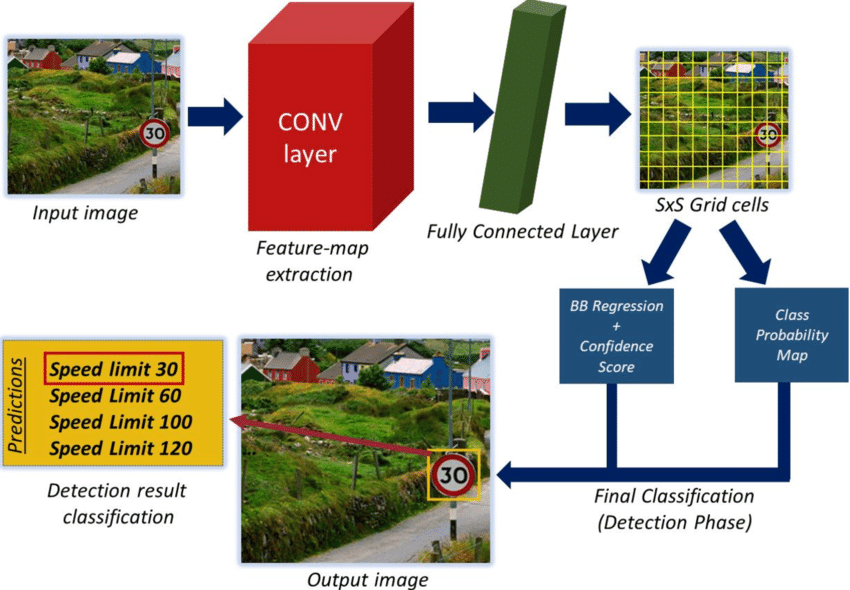 30
Input image
CONV
layer
Feature-map
extraction
Fully Connected Layer
30
SxS Grid cells
BB Regression
+
Confidence
Score
Class
Probability
Map
Final Classification
(Detection Phase)
30
Output image
Predictions
Speed limit 30
Speed Limit 60
Speed Limit 100
Speed Limit 120
Detection result
classification